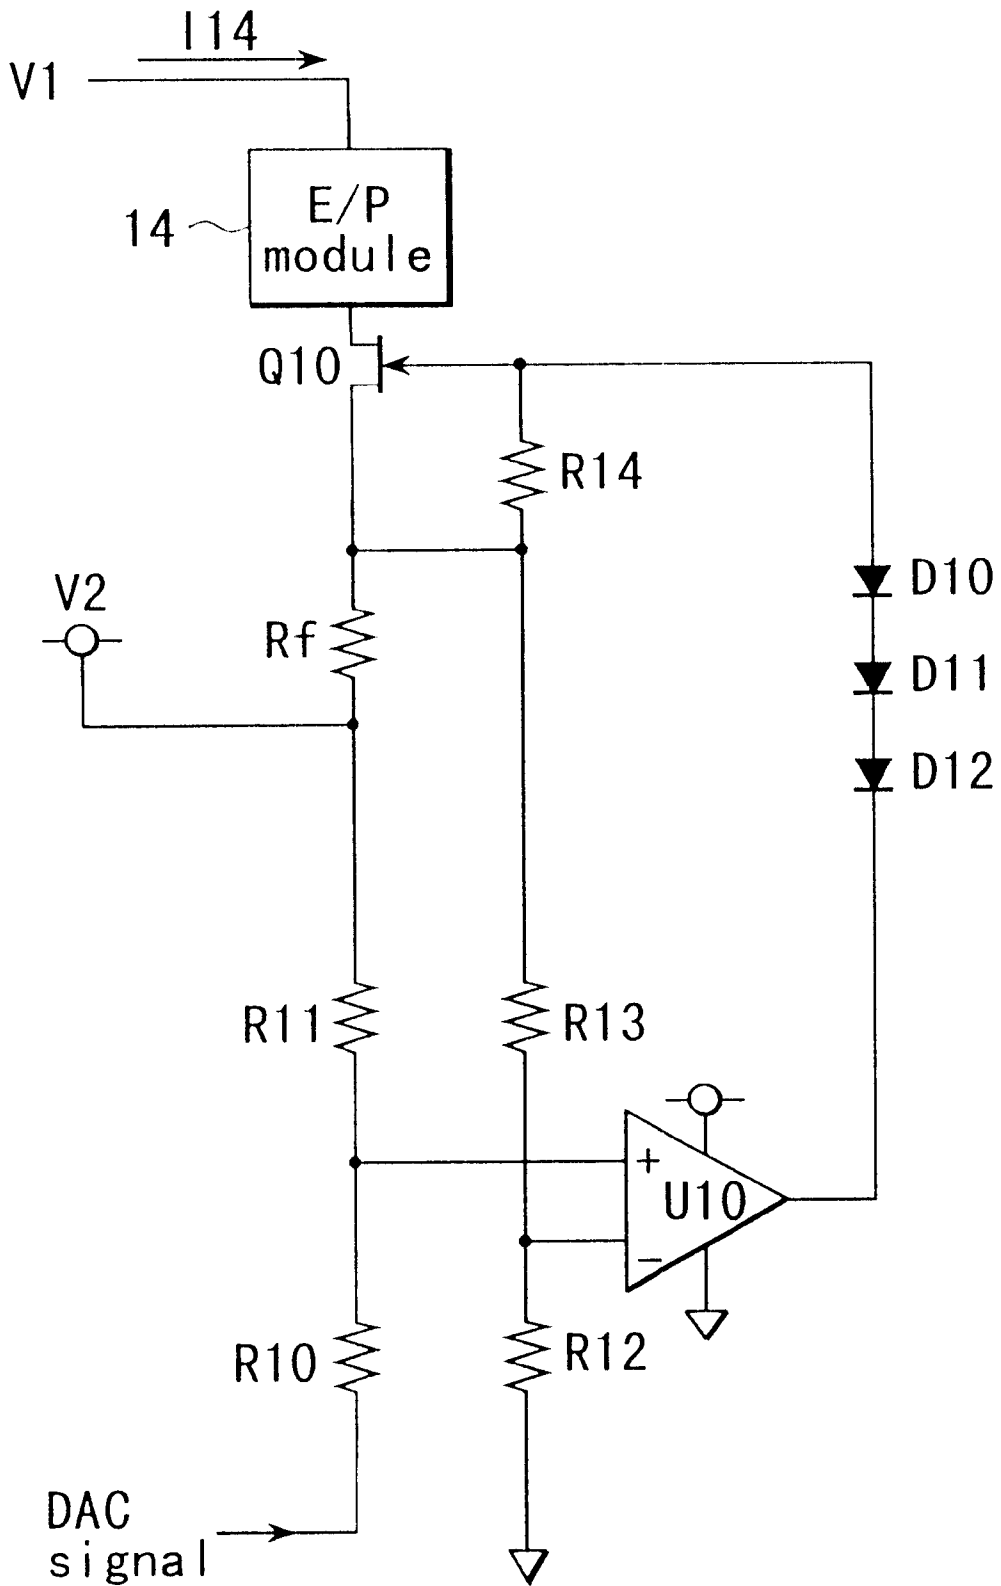 I14
V1
E/P
module
14
Q10
R14
V2
Rf
D10
D11
D12
R11
R13
+
U10
−
R10
R12
DAC
signal